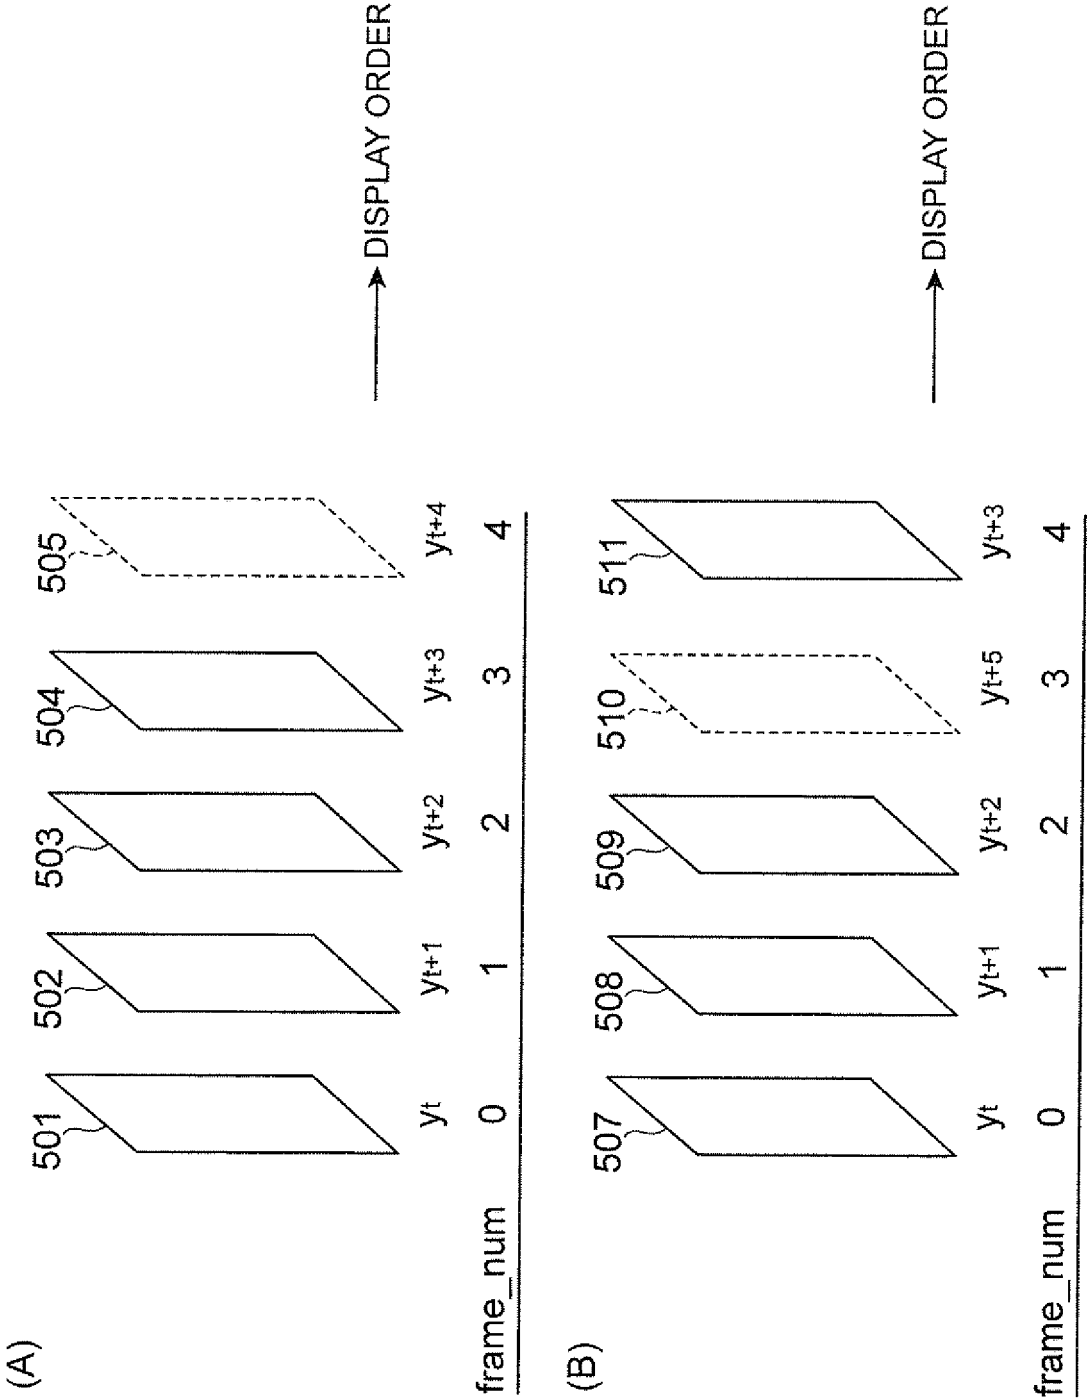 (A)
501 502 503 504 505
yt yt+1 yt+2 yt+3 yt+4
frame_num 0 1 2 3 4
DISPLAY ORDER
(B)
507 508 509 510 511
yt yt+1 yt+2 yt+5 yt+3
frame_num 0 1 2 3 4
DISPLAY ORDER